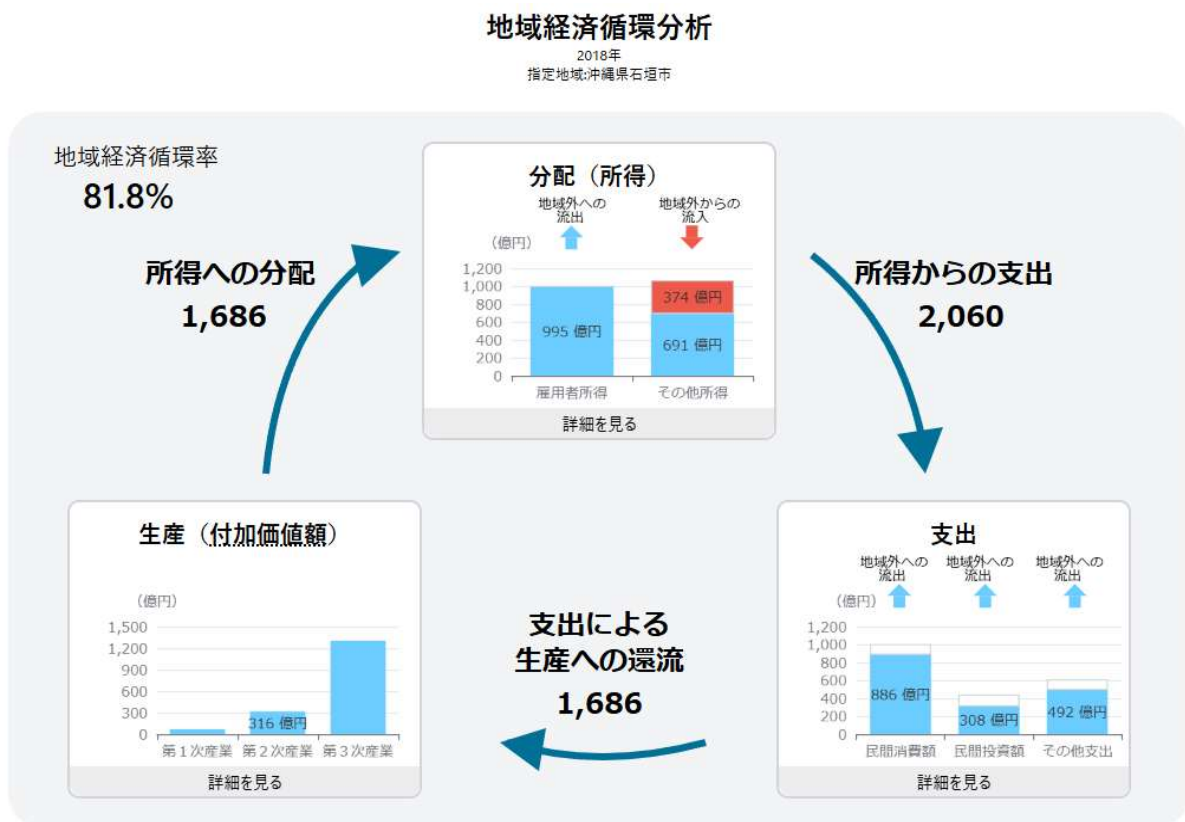 地域経済循環分析
2018年
指定地域:沖縄県石垣市
地域経済循環率
81.8%
分配（所得）
地域外への
流出
地域外からの
流入
（億円）
1,200
1,000
800
600
400
200
0
995 億円
374 億円
691 億円
雇用者所得
その他所得
詳細を見る
所得への分配
1,686
所得からの支出
2,060
生産（付加価値額）
（億円）
1,500
1,200
900
600
300
0
316 億円
第１次産業
第２次産業
第３次産業
詳細を見る
支出による
生産への還流
1,686
支出
地域外への
流出
地域外への
流出
地域外への
流出
（億円）
1,200
1,000
800
600
400
200
0
886 億円
308 億円
492 億円
民間消費額
民間投資額
その他支出
詳細を見る